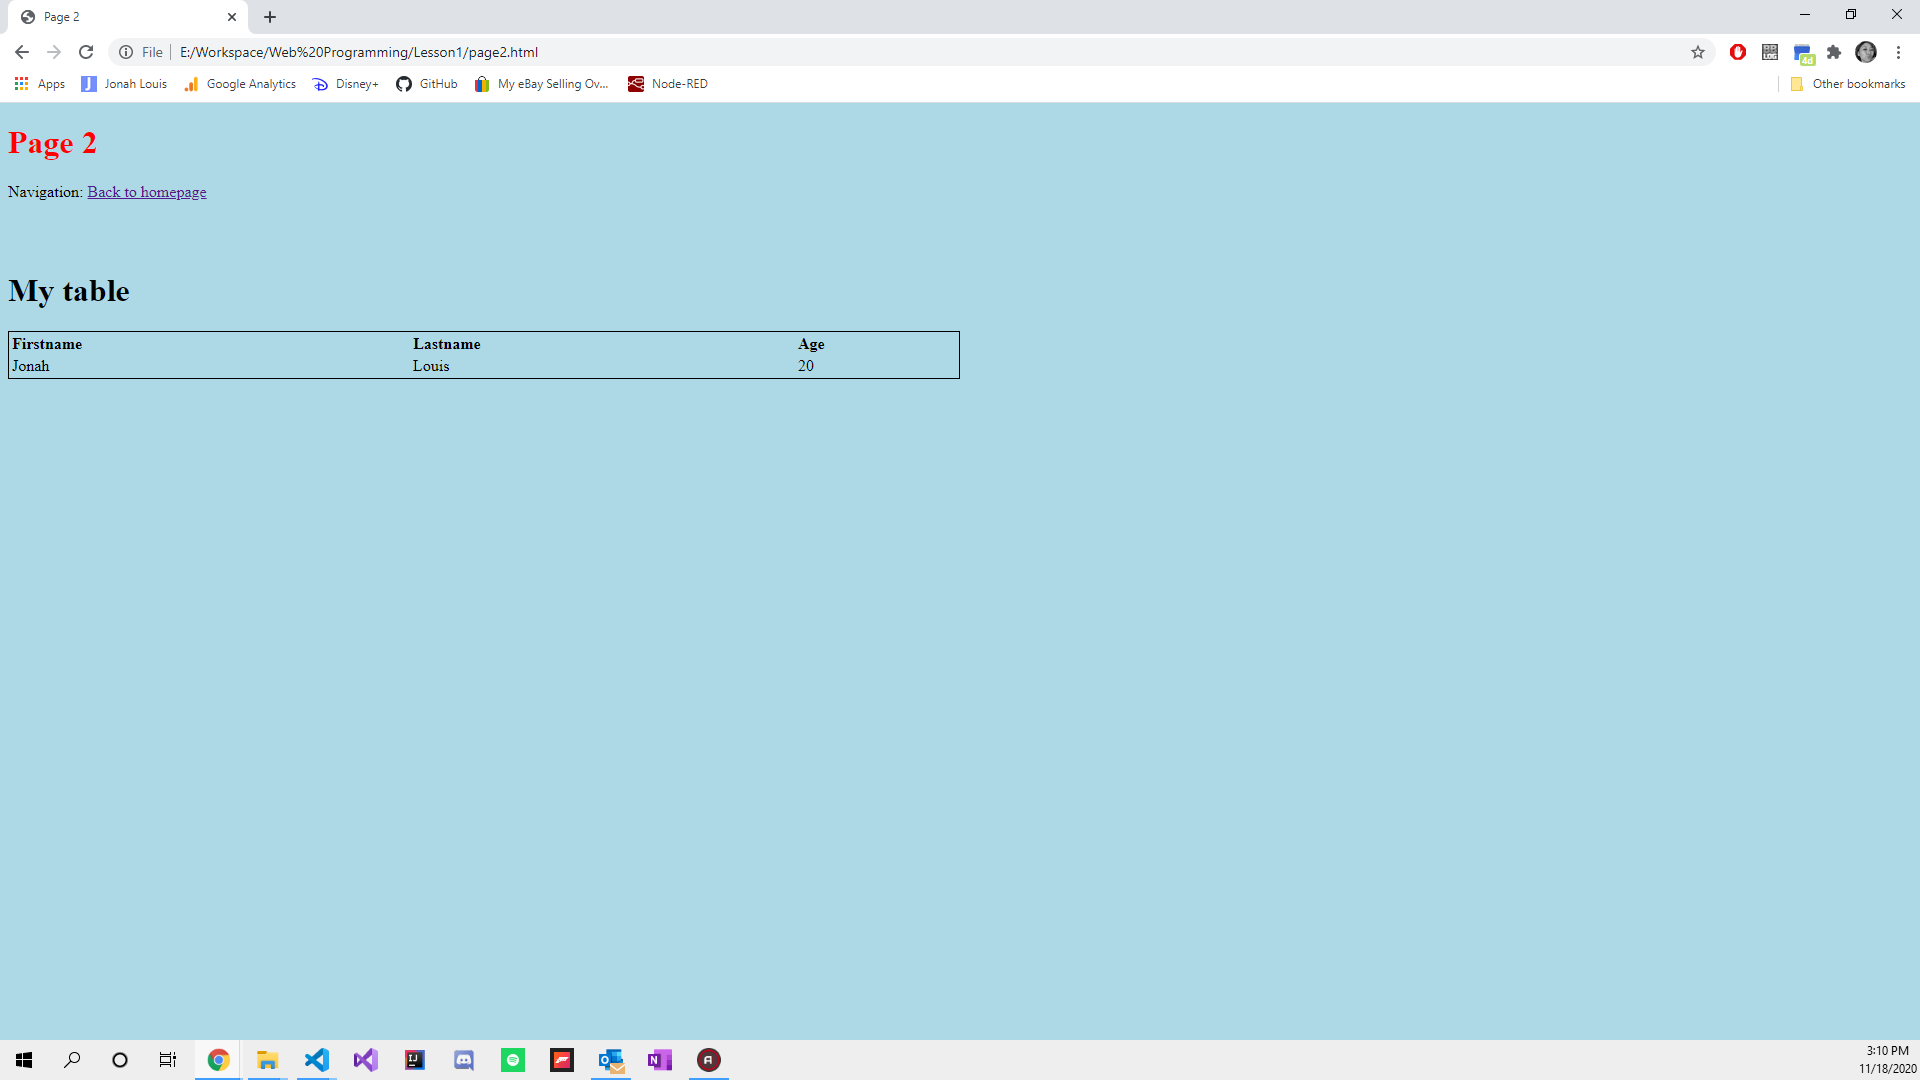 Page 2
File E:/Workspace/Web%20Programming/Lesson1/page2.html
4d
Apps J Jonah Louis Google Analytics Disney+ GitHub My eBay Selling Ov... Node-RED Other bookmarks
Page 2
Navigation: Back to homepage
My table
Firstname Lastname Age
Jonah Louis 20
3:10 PM
11/18/2020